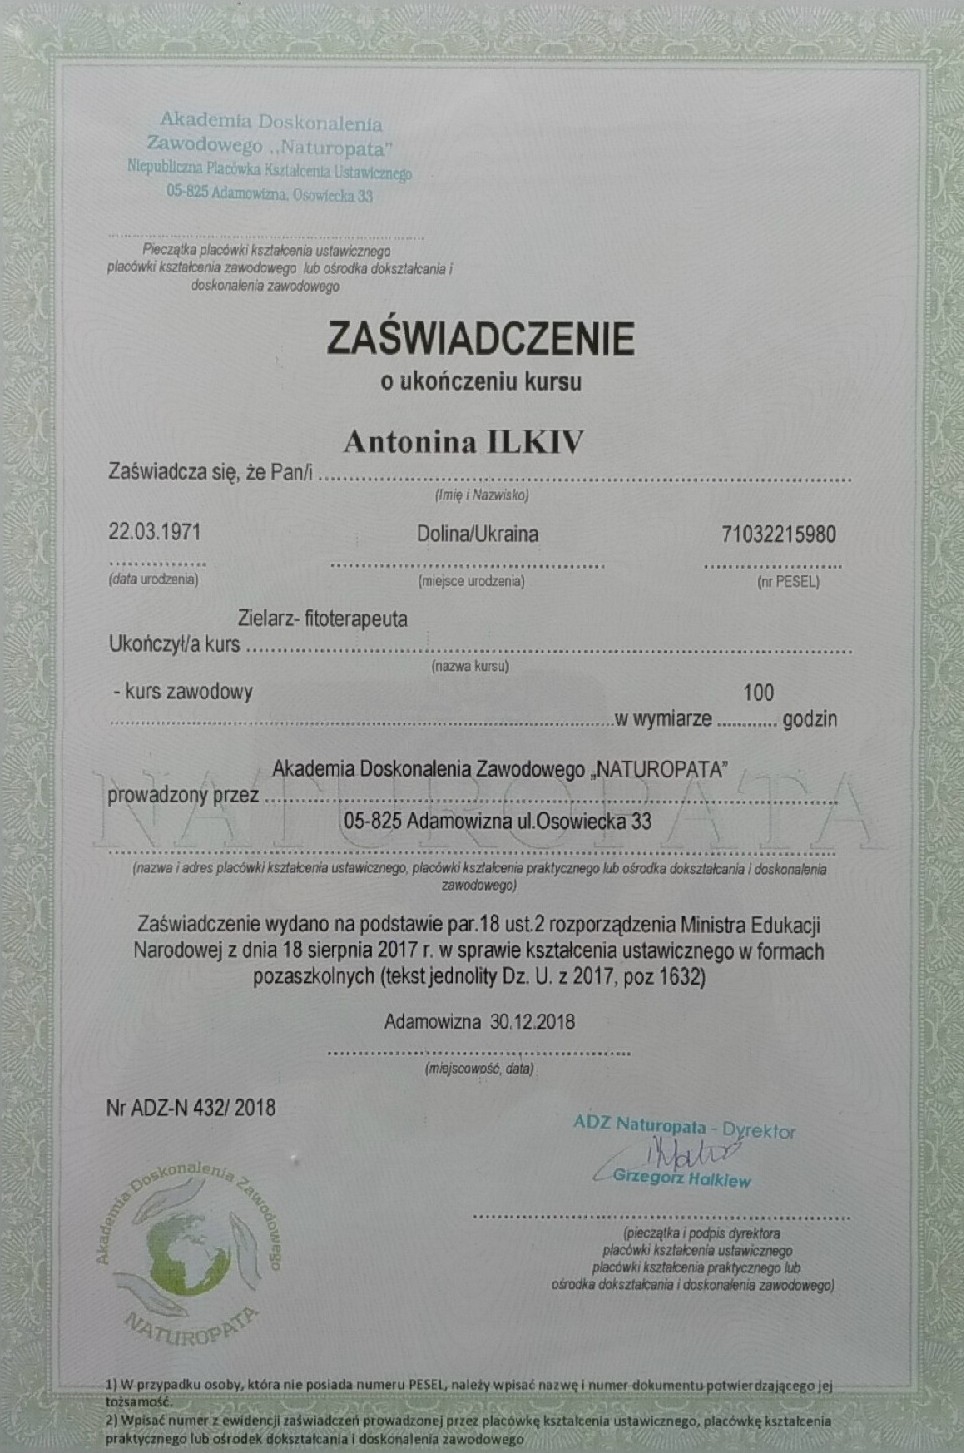 Akademia Doskonalenia
Zawodowego „Naturopata"
Niepubliczna Placówka Kształcenia Ustawicznego
05-825 Adamowizna, Osowiecka 33
Pieczątka placówki kształcenia ustawicznego
placówki kształcenia zawodowego lub ośrodka dokształcania i
doskonalenia zawodowego
ZAŚWIADCZENIE
o ukończeniu kursu
Antonina ILKIV
Zaświadcza się, że Pan/i
(Imię i Nazwisko)
22.03.1971 Dolina/Ukraina 71032215980
(data urodzenia) (miejsce urodzenia) (nr PESEL)
Zielarz- fitoterapeuta
Ukończył/a kurs
(nazwa kursu)
- kurs zawodowy 100
w wymiarze ............ godzin
Akademia Doskonalenia Zawodowego „NATUROPATA"
prowadzony przez
NATUROPATA
05-825 Adamowizna ul.Osowiecka 33
(nazwa i adres placówki kształcenia ustawicznego, placówki kształcenia praktycznego lub ośrodka dokształcania i doskonalenia
zawodowego)
Zaświadczenie wydano na podstawie par.18 ust.2 rozporządzenia Ministra Edukacji
Narodowej z dnia 18 sierpnia 2017 r. w sprawie kształcenia ustawicznego w formach
pozaszkolnych (tekst jednolity Dz. U. z 2017, poz 1632)
Adamowizna 30.12.2018
(miejscowość, data)
Nr ADZ-N 432/ 2018
ADZ Naturopata - Dyrektor
Grzegorz Halkiew
(pieczątka i podpis dyrektora
placówki kształcenia ustawicznego
placówki kształcenia praktycznego lub
ośrodka dokształcania i doskonalenia zawodowego)
Akademia Doskonalenia Zawodowego
NATUROPATA
1) W przypadku osoby, która nie posiada numeru PESEL, należy wpisać nazwę i numer dokumentu potwierdzającego jej
tożsamość.
2) Wpisać numer z ewidencji zaświadczeń prowadzonej przez placówkę kształcenia ustawicznego, placówkę kształcenia
praktycznego lub ośrodek dokształcania i doskonalenia zawodowego